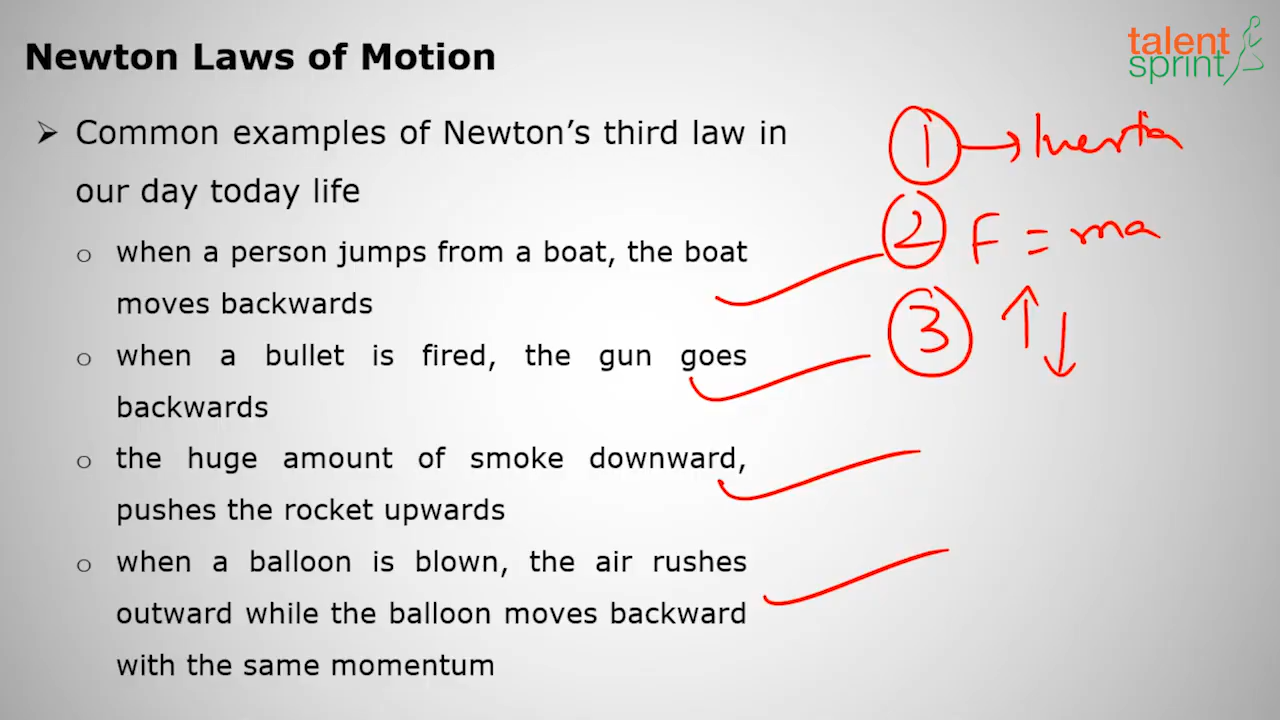 Newton Laws of Motion
talent
sprint
➢ Common examples of Newton's third law in
our day today life
o when a person jumps from a boat, the boat
moves backwards
o when a bullet is fired, the gun goes
backwards
o the huge amount of smoke downward,
pushes the rocket upwards
o when a balloon is blown, the air rushes
outward while the balloon moves backward
with the same momentum
1 → Inertia
2 F = ma
3 ↑ ↓